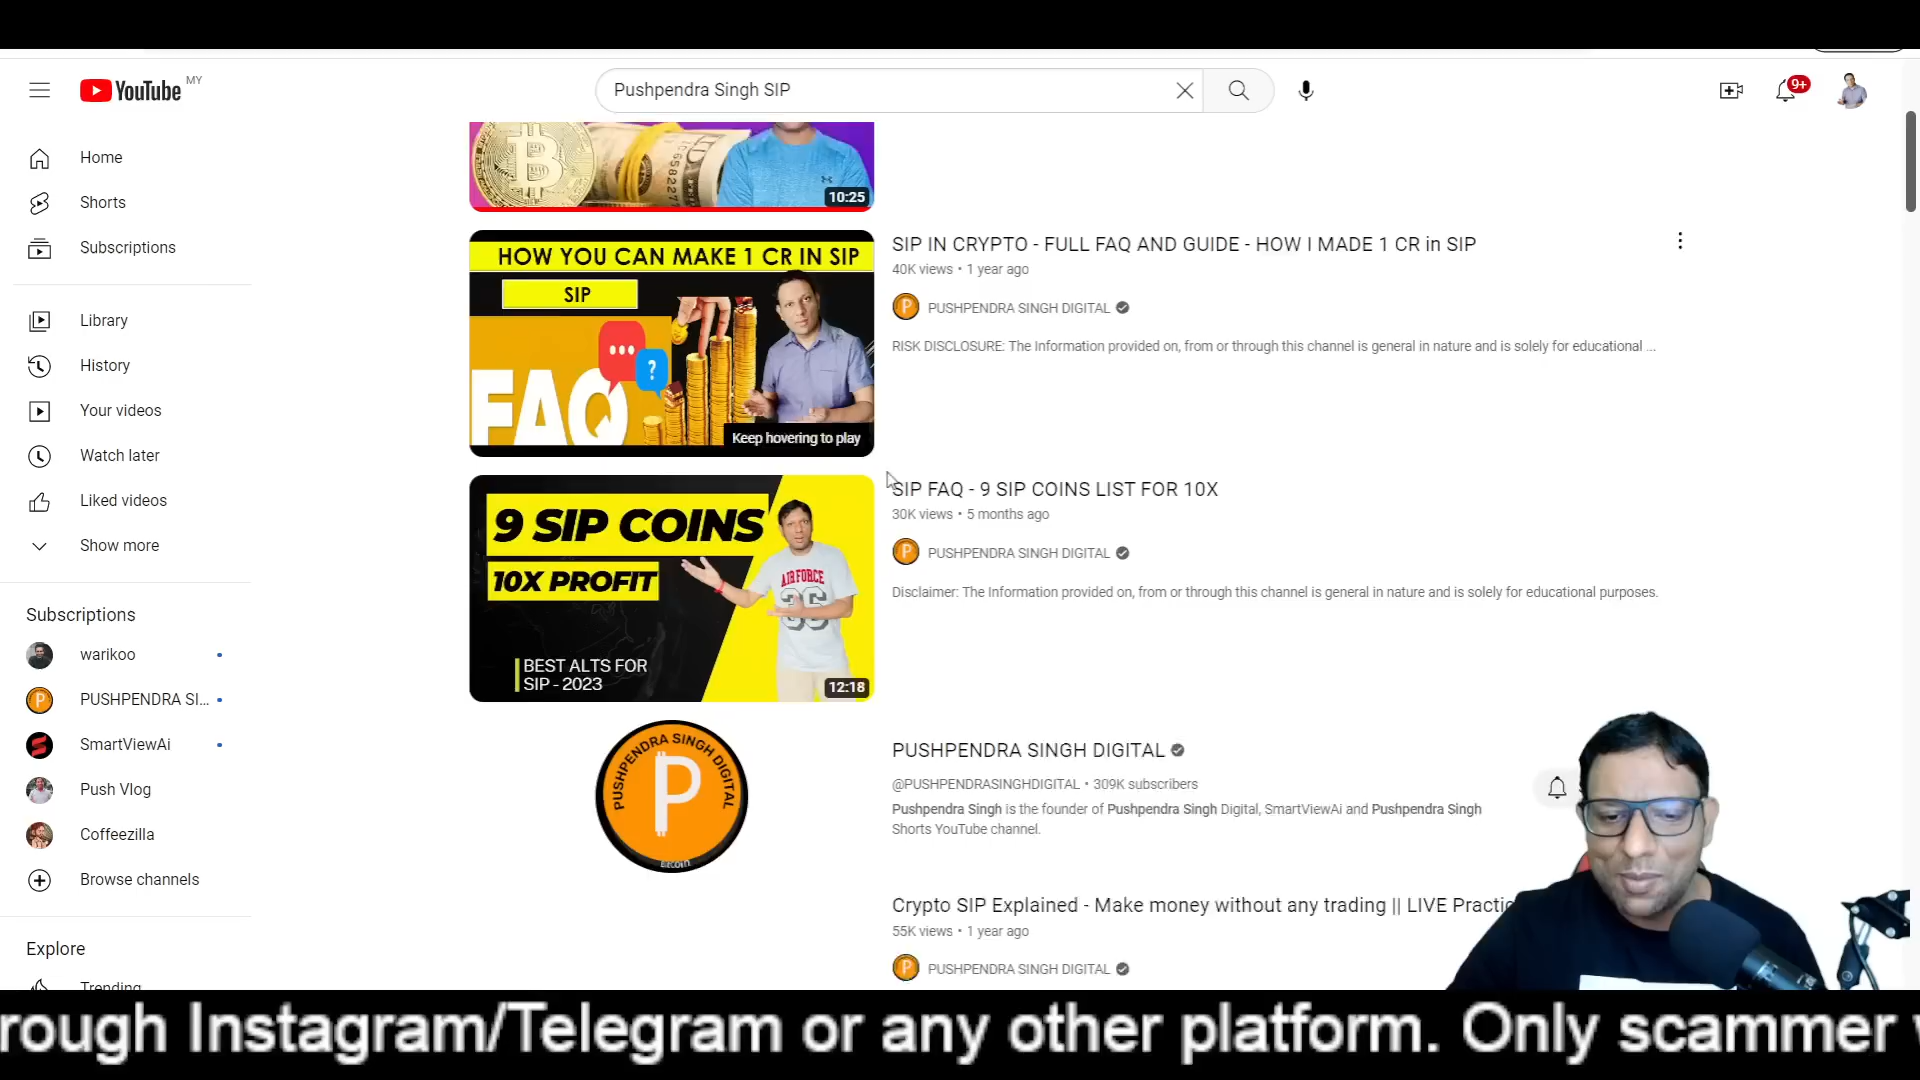 YouTube MY
Pushpendra Singh SIP
9+
Home
Shorts
Subscriptions
Library
History
Your videos
Watch later
Liked videos
Show more
Subscriptions
warikoo
PUSHPENDRA SI...
SmartViewAi
Push Vlog
Coffeezilla
Browse channels
Explore
Trending
10:25
HOW YOU CAN MAKE 1 CR IN SIP
SIP
FAQ
Keep hovering to play
SIP IN CRYPTO - FULL FAQ AND GUIDE - HOW I MADE 1 CR in SIP
40K views • 1 year ago
PUSHPENDRA SINGH DIGITAL
RISK DISCLOSURE: The Information provided on, from or through this channel is general in nature and is solely for educational ...
9 SIP COINS
10X PROFIT
AIR FORCE
BEST ALTS FOR
SIP - 2023
12:18
SIP FAQ - 9 SIP COINS LIST FOR 10X
30K views • 5 months ago
PUSHPENDRA SINGH DIGITAL
Disclaimer: The Information provided on, from or through this channel is general in nature and is solely for educational purposes.
PUSHPENDRA SINGH DIGITAL
P
BITCOIN
PUSHPENDRA SINGH DIGITAL
@PUSHPENDRASINGHDIGITAL • 309K subscribers
Pushpendra Singh is the founder of Pushpendra Singh Digital, SmartViewAi and Pushpendra Singh
Shorts YouTube channel.
Crypto SIP Explained - Make money without any trading || LIVE Practic
55K views • 1 year ago
PUSHPENDRA SINGH DIGITAL
rough Instagram/Telegram or any other platform. Only scammer